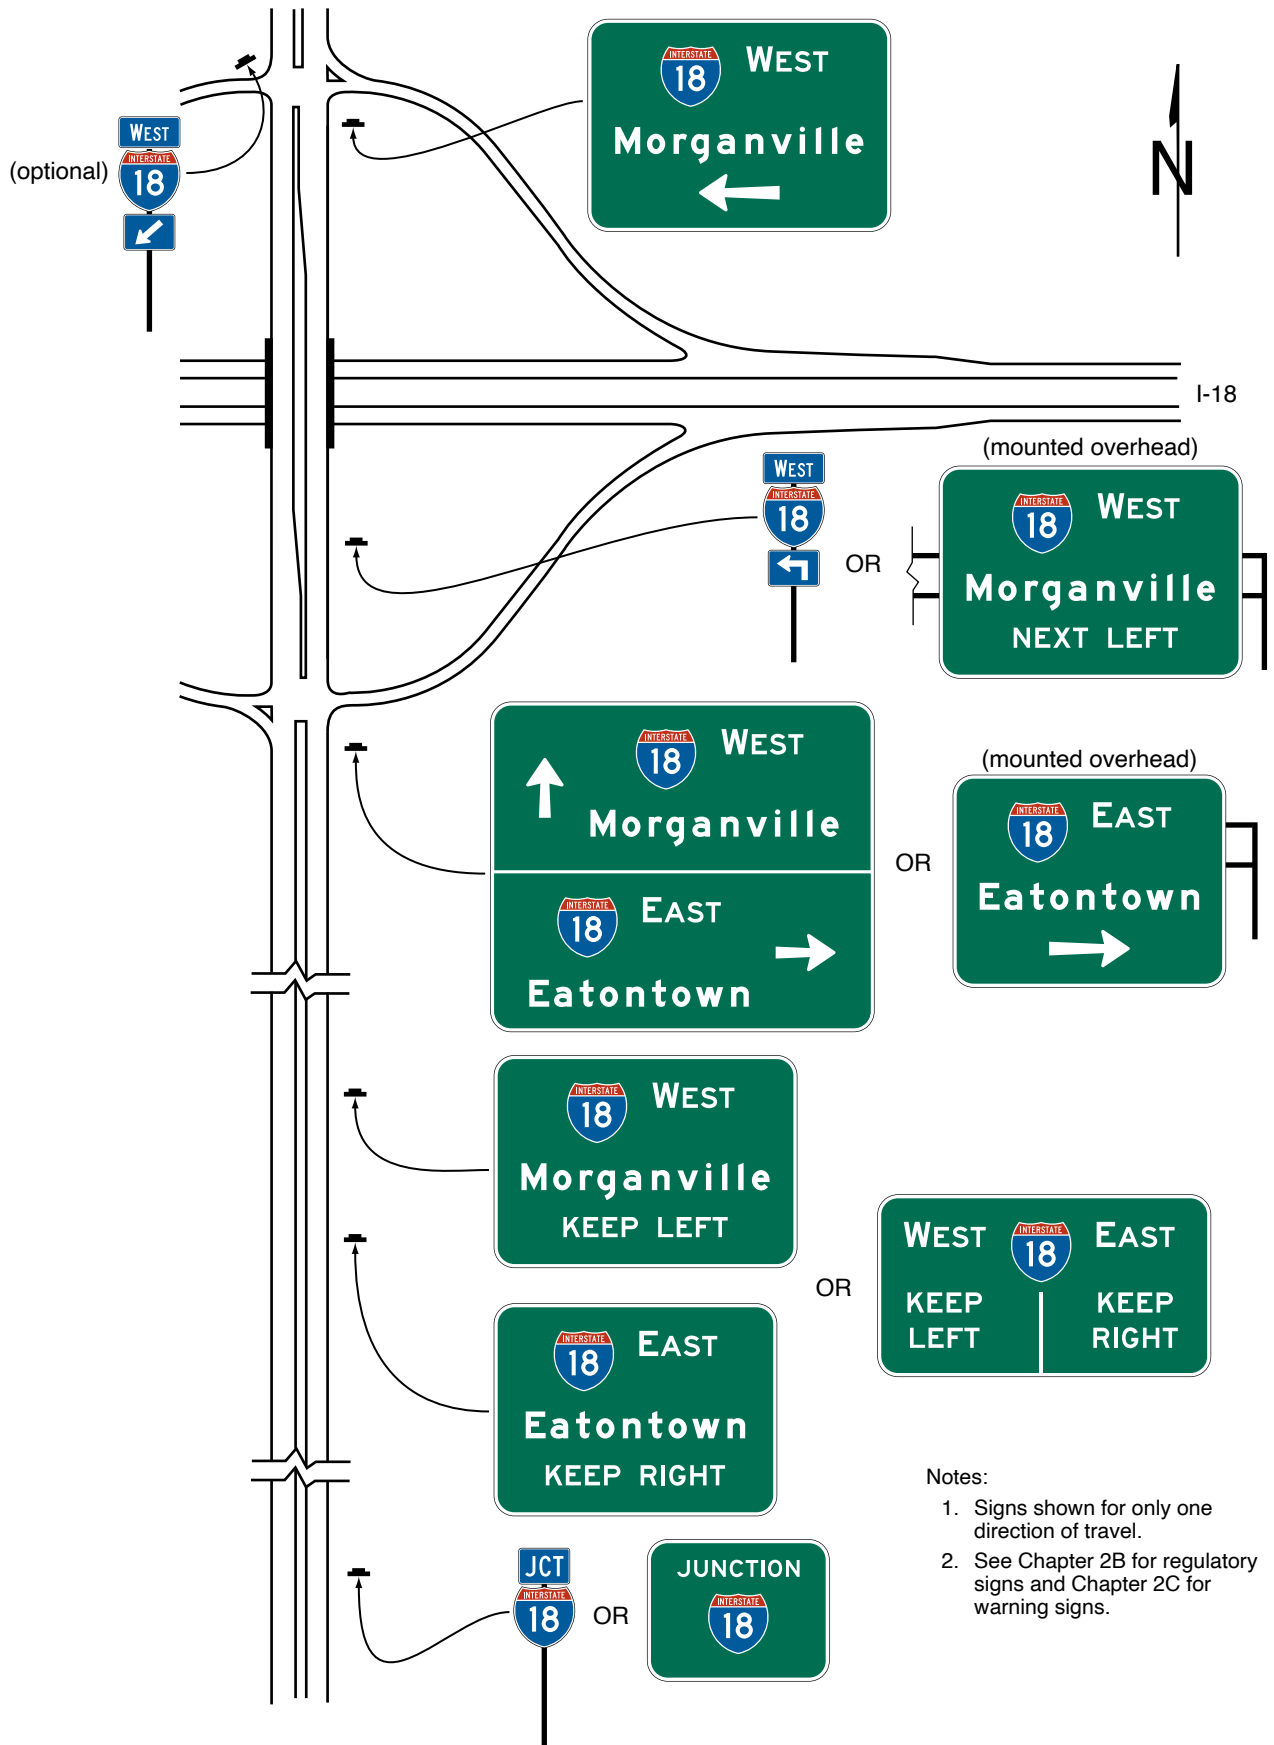 INTERSTATE
18
WEST
Morganville
(optional)
WEST
INTERSTATE
18
N
I-18
WEST
INTERSTATE
18
OR
(mounted overhead)
INTERSTATE
18
WEST
Morganville
NEXT LEFT
INTERSTATE
18
WEST
Morganville
INTERSTATE
18
EAST
Eatontown
OR
(mounted overhead)
INTERSTATE
18
EAST
Eatontown
INTERSTATE
18
WEST
Morganville
KEEP LEFT
INTERSTATE
18
EAST
Eatontown
KEEP RIGHT
OR
WEST
INTERSTATE
18
EAST
KEEP
LEFT
KEEP
RIGHT
JCT
INTERSTATE
18
OR
JUNCTION
INTERSTATE
18
Notes:
1. Signs shown for only one
direction of travel.
2. See Chapter 2B for regulatory
signs and Chapter 2C for
warning signs.